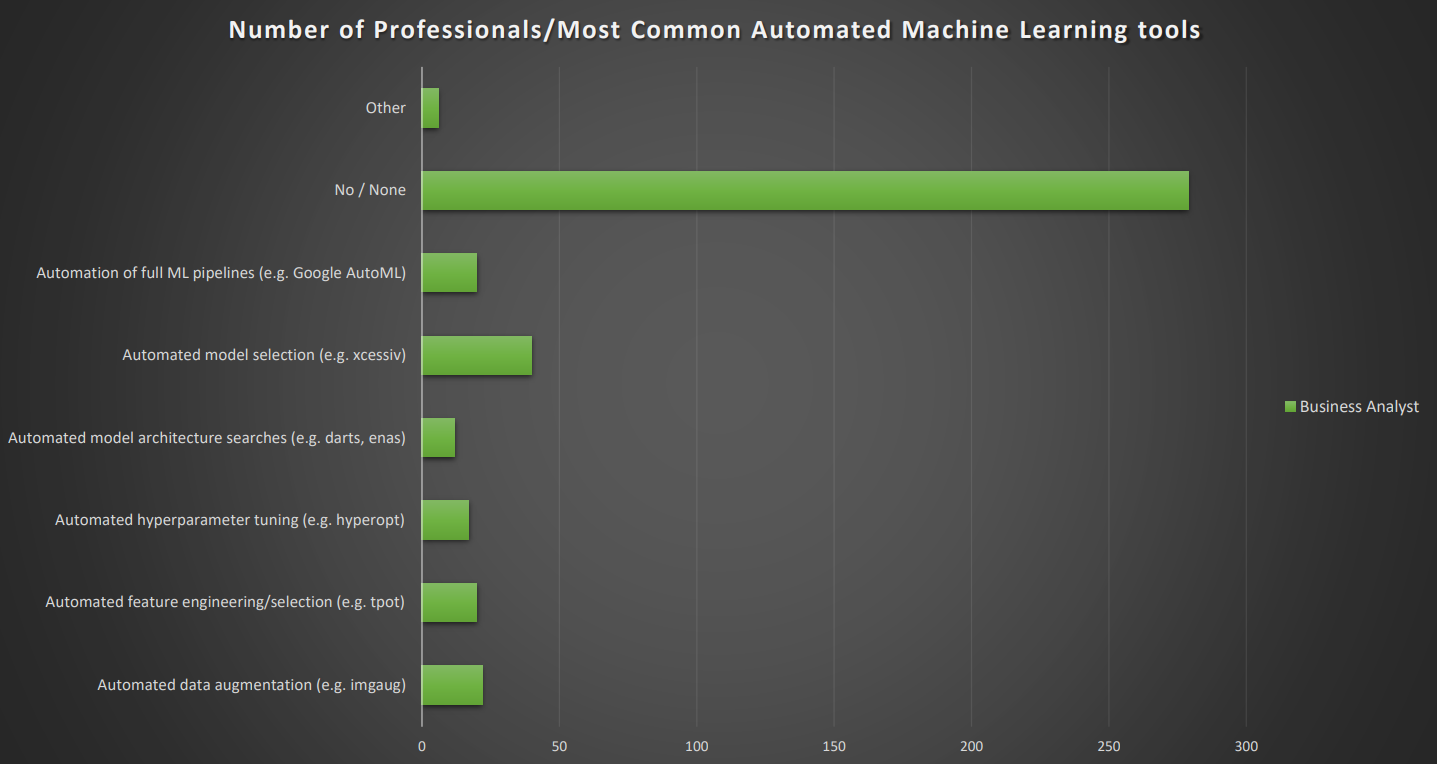 Number of Professionals/Most Common Automated Machine Learning tools
Other
No / None
Automation of full ML pipelines (e.g. Google AutoML)
Automated model selection (e.g. xcessiv)
Automated model architecture searches (e.g. darts, enas)
Automated hyperparameter tuning (e.g. hyperopt)
Automated feature engineering/selection (e.g. tpot)
Automated data augmentation (e.g. imgaug)
0 50 100 150 200 250 300
Business Analyst